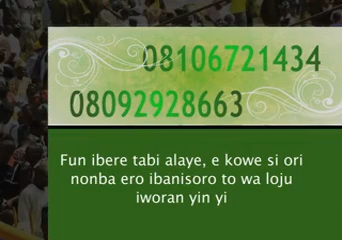 08106721434
08092928663
Fun ibere tabi alaye, e kowe si ori
nonba ero ibanisoro to wa loju
iworan yin yi